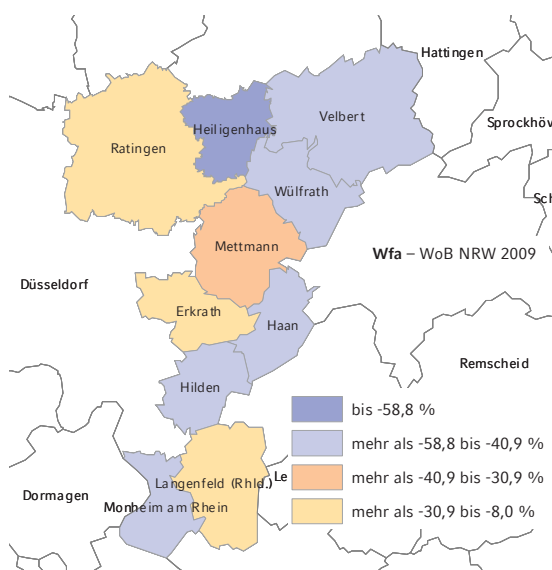 Hattingen
Velbert
Heiligenhaus
Sprockhöv
Ratingen
Wülfrath
Sch
Mettmann
Wfa – WoB NRW 2009
Düsseldorf
Erkrath
Haan
Remscheid
Hilden
bis -58,8 %
mehr als -58,8 bis -40,9 %
mehr als -40,9 bis -30,9 %
mehr als -30,9 bis -8,0 %
Langenfeld (Rhld.)
Le
Dormagen
Monheim am Rhein